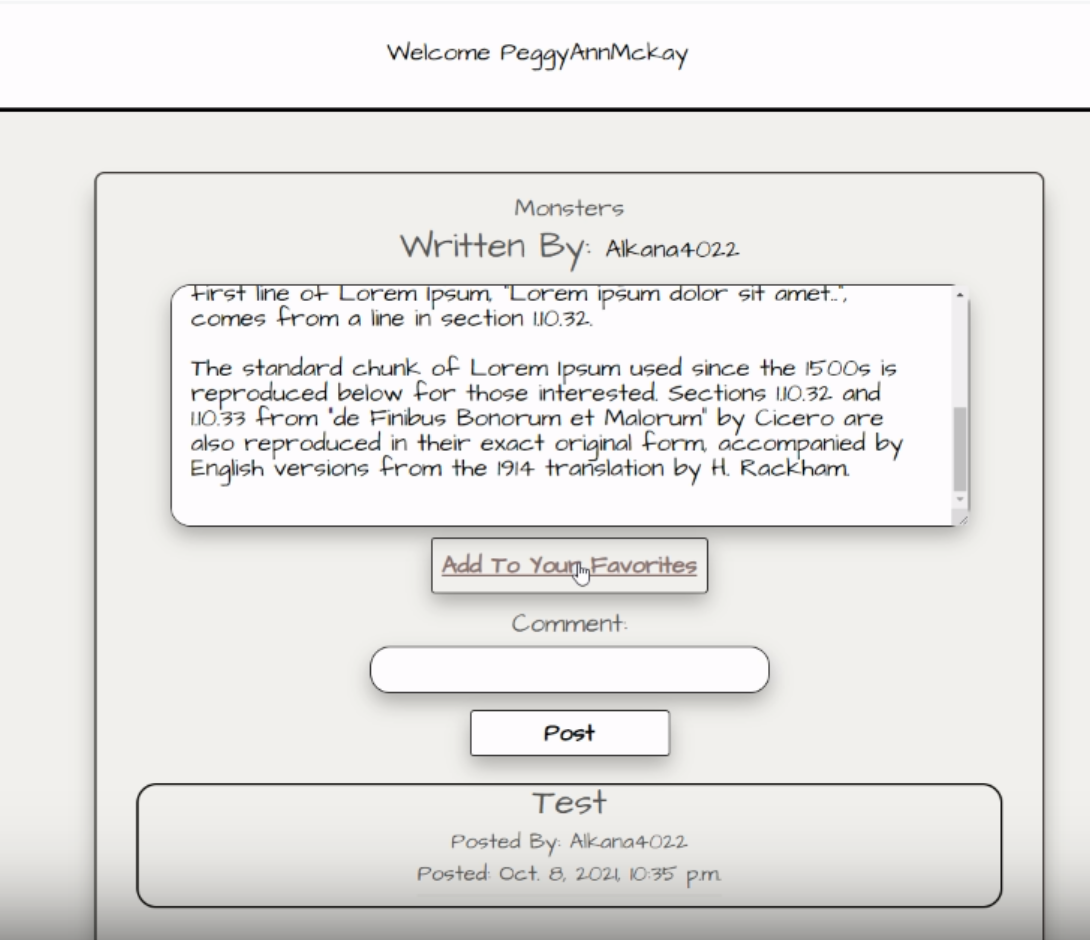 Welcome PeggyAnnMckay
Monsters
Written By: Alkana4022
first line of Lorem Ipsum, "Lorem ipsum dolor sit amet..",
comes from a line in section 1.10.32.
The standard chunk of Lorem Ipsum used since the 1500s is
reproduced below for those interested. Sections 1.10.32 and
1.10.33 from "de Finibus Bonorum et Malorum" by Cicero are
also reproduced in their exact original form, accompanied by
English versions from the 1914 translation by H. Rackham.
Add To Your Favorites
Comment:
Post
Test
Posted By: Alkana4022
Posted: Oct. 8, 2021, 10:35 p.m.